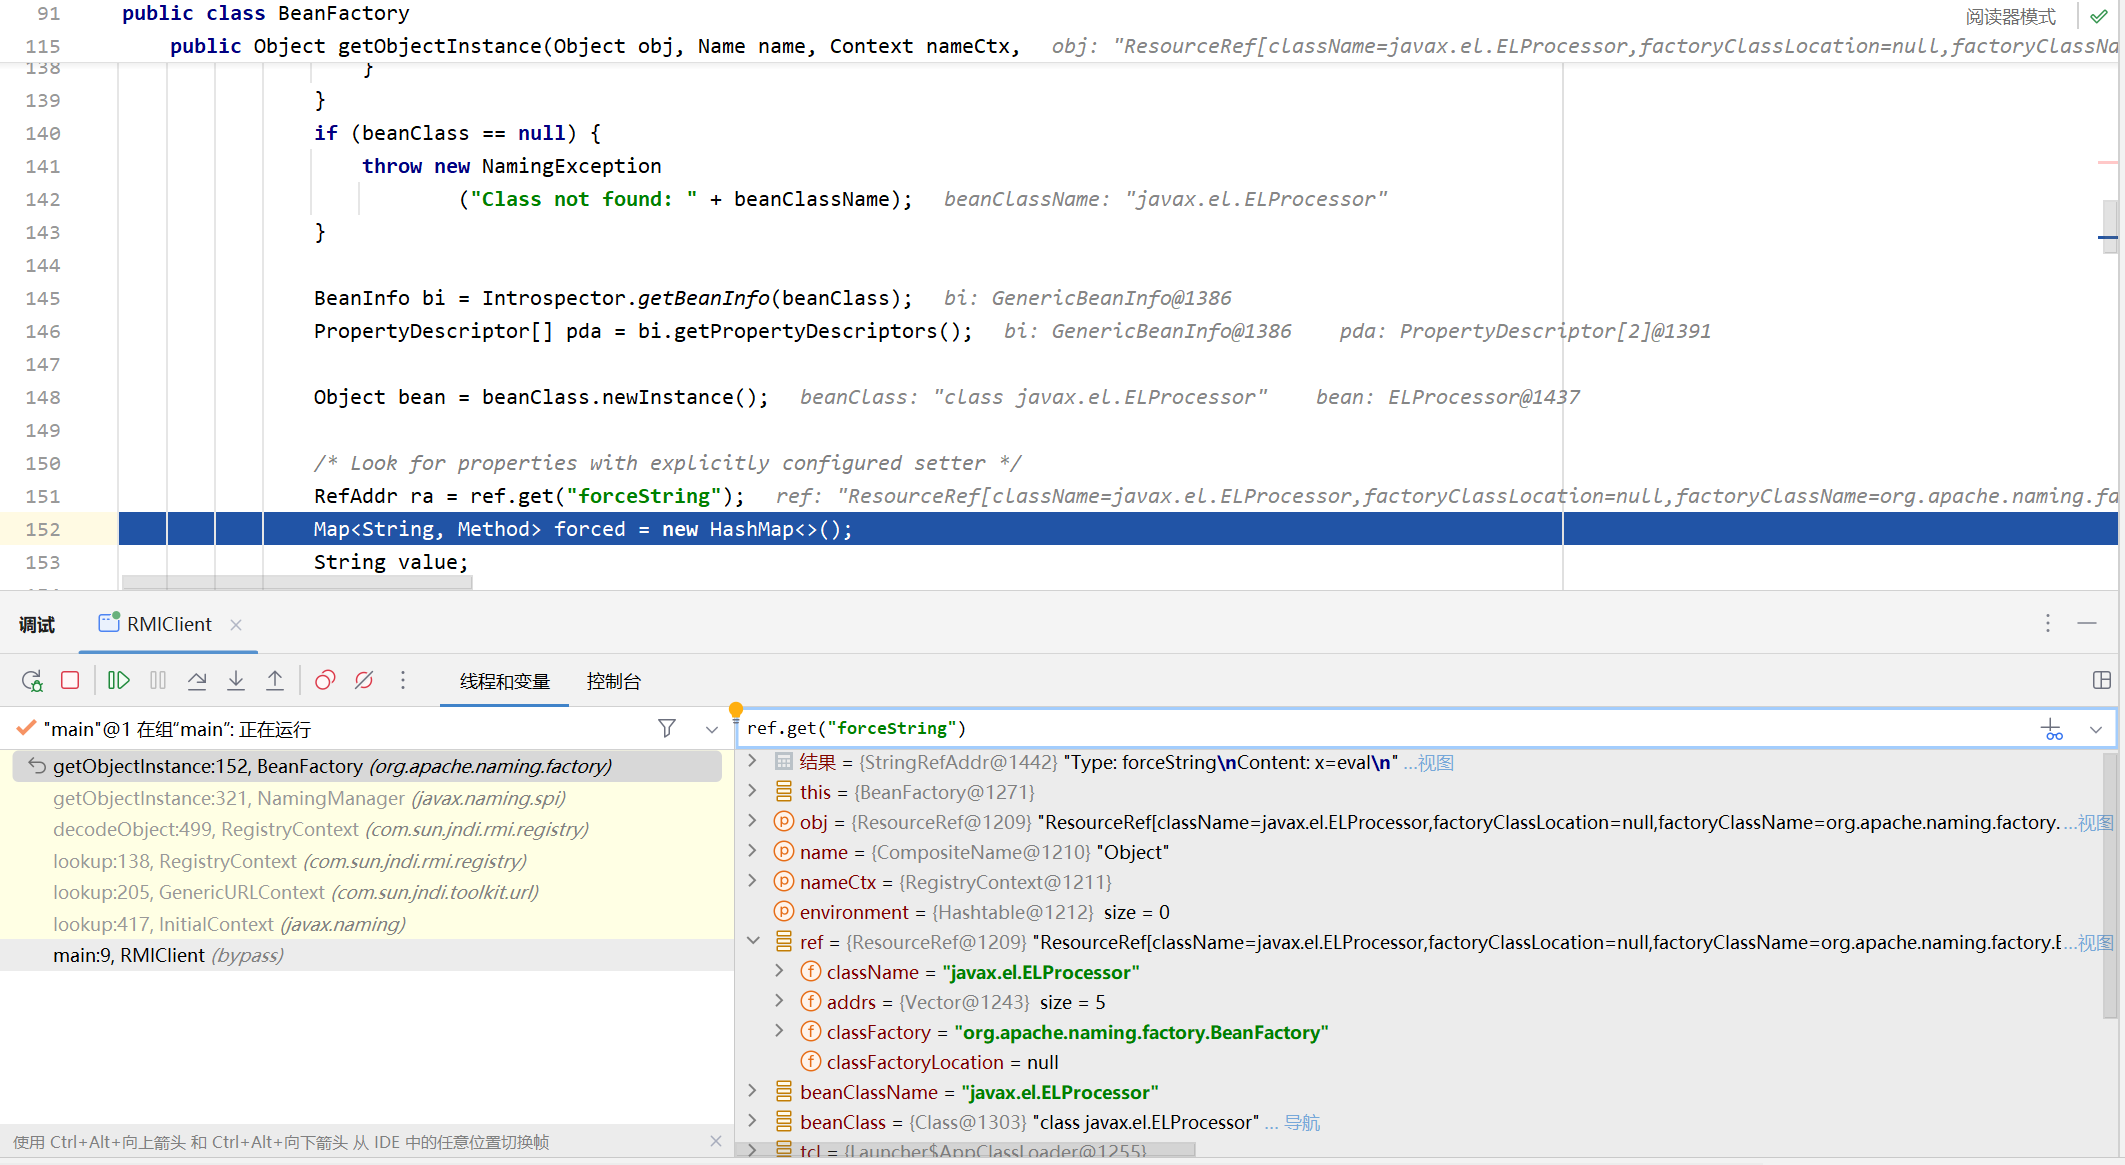 91 public class BeanFactory
阅读器模式
115 public Object getObjectInstance(Object obj, Name name, Context nameCtx, obj: "ResourceRef[className=javax.el.ELProcessor,factoryClassLocation=null,factoryClassNa
138 }
139 }
140 if (beanClass == null) {
141 throw new NamingException
142 ("Class not found: " + beanClassName); beanClassName: "javax.el.ELProcessor"
143 }
144
145 BeanInfo bi = Introspector.getBeanInfo(beanClass); bi: GenericBeanInfo@1386
146 PropertyDescriptor[] pda = bi.getPropertyDescriptors(); bi: GenericBeanInfo@1386 pda: PropertyDescriptor[2]@1391
147
148 Object bean = beanClass.newInstance(); beanClass: "class javax.el.ELProcessor" bean: ELProcessor@1437
149
150 /* Look for properties with explicitly configured setter */
151 RefAddr ra = ref.get("forceString"); ref: "ResourceRef[className=javax.el.ELProcessor,factoryClassLocation=null,factoryClassName=org.apache.naming.fa
152 Map<String, Method> forced = new HashMap<>();
153 String value;
调试 RMIClient
线程和变量 控制台
"main"@1 在组“main”: 正在运行
getObjectInstance:152, BeanFactory (org.apache.naming.factory)
getObjectInstance:321, NamingManager (javax.naming.spi)
decodeObject:499, RegistryContext (com.sun.jndi.rmi.registry)
lookup:138, RegistryContext (com.sun.jndi.rmi.registry)
lookup:205, GenericURLContext (com.sun.jndi.toolkit.url)
lookup:417, InitialContext (javax.naming)
main:9, RMIClient (bypass)
使用 Ctrl+Alt+向上箭头 和 Ctrl+Alt+向下箭头 从 IDE 中的任意位置切换帧
ref.get("forceString")
结果 = {StringRefAddr@1442} "Type: forceString\nContent: x=eval\n" ...视图
this = {BeanFactory@1271}
obj = {ResourceRef@1209} "ResourceRef[className=javax.el.ELProcessor,factoryClassLocation=null,factoryClassName=org.apache.naming.factory. ...视图
name = {CompositeName@1210} "Object"
nameCtx = {RegistryContext@1211}
environment = {Hashtable@1212} size = 0
ref = {ResourceRef@1209} "ResourceRef[className=javax.el.ELProcessor,factoryClassLocation=null,factoryClassName=org.apache.naming.factory.E ...视图
className = "javax.el.ELProcessor"
addrs = {Vector@1243} size = 5
classFactory = "org.apache.naming.factory.BeanFactory"
classFactoryLocation = null
beanClassName = "javax.el.ELProcessor"
beanClass = {Class@1303} "class javax.el.ELProcessor" ... 导航
tcl = {Launcher$AppClassLoader@1255}